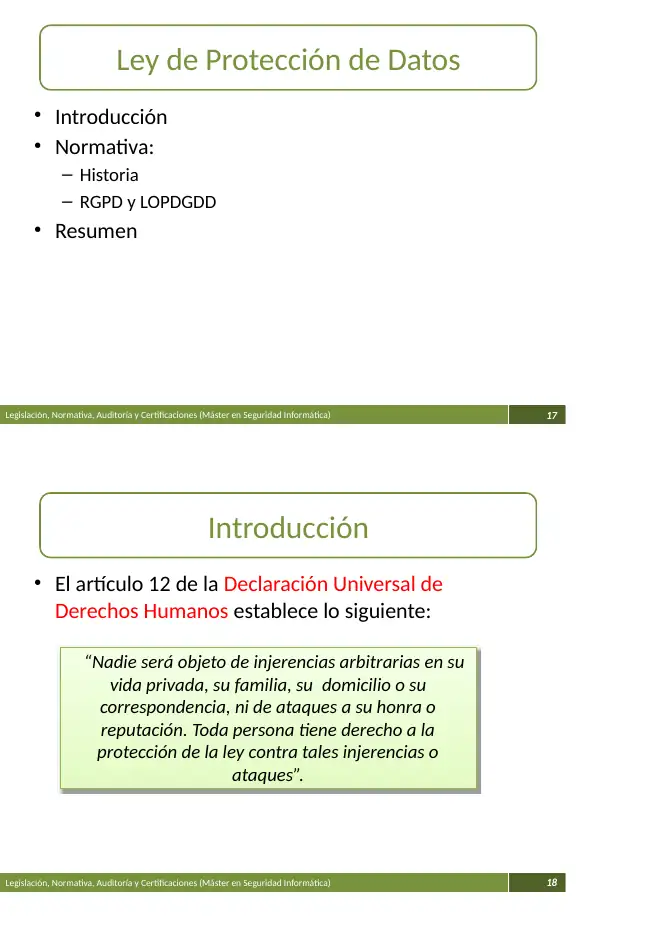 Ley de Protección de Datos
• Introducción
• Normativa:
– Historia
– RGPD y LOPDGDD
• Resumen
Legislación, Normativa, Auditoría y Certificaciones (Máster en Seguridad Informática) 17
Introducción
• El artículo 12 de la Declaración Universal de
Derechos Humanos establece lo siguiente:
“Nadie será objeto de injerencias arbitrarias en su
vida privada, su familia, su domicilio o su
correspondencia, ni de ataques a su honra o
reputación. Toda persona tiene derecho a la
protección de la ley contra tales injerencias o
ataques”.
Legislación, Normativa, Auditoría y Certificaciones (Máster en Seguridad Informática) 18